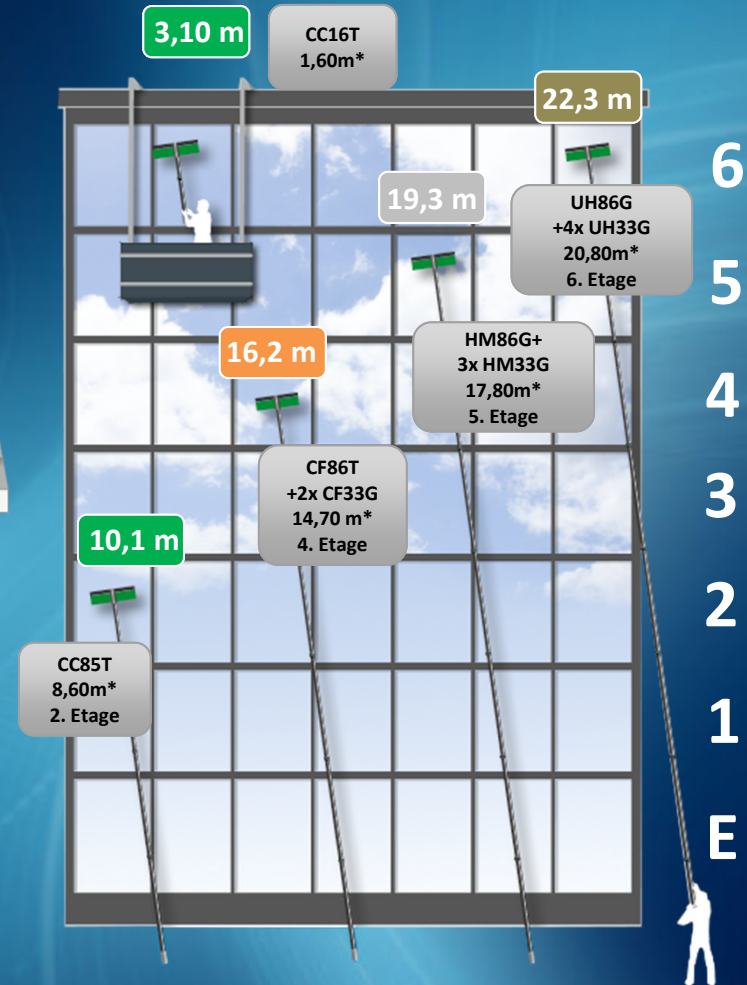 3,10 m
CC16T
1,60m*
22,3 m
6
19,3 m
UH86G
+4x UH33G
20,80m*
6. Etage
5
16,2 m
HM86G+
3x HM33G
17,80m*
5. Etage
4
CF86T
+2x CF33G
14,70 m*
4. Etage
3
10,1 m
2
CC85T
8,60m*
2. Etage
1
E